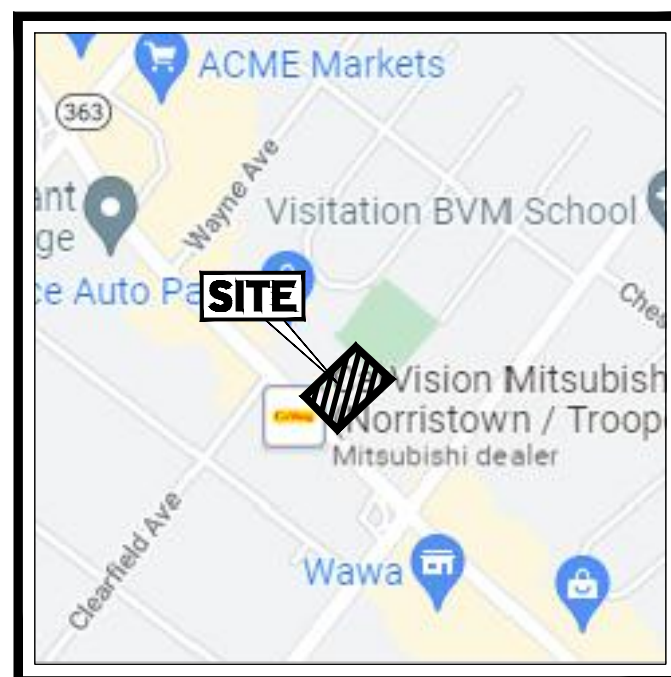 ACME Markets
363
Wayne Ave
ant
ge
Visitation BVM School
ce Auto Pa
SITE
Ches
Vision Mitsubish
(Norristown / Troope
Mitsubishi dealer
Clearfield Ave
Wawa